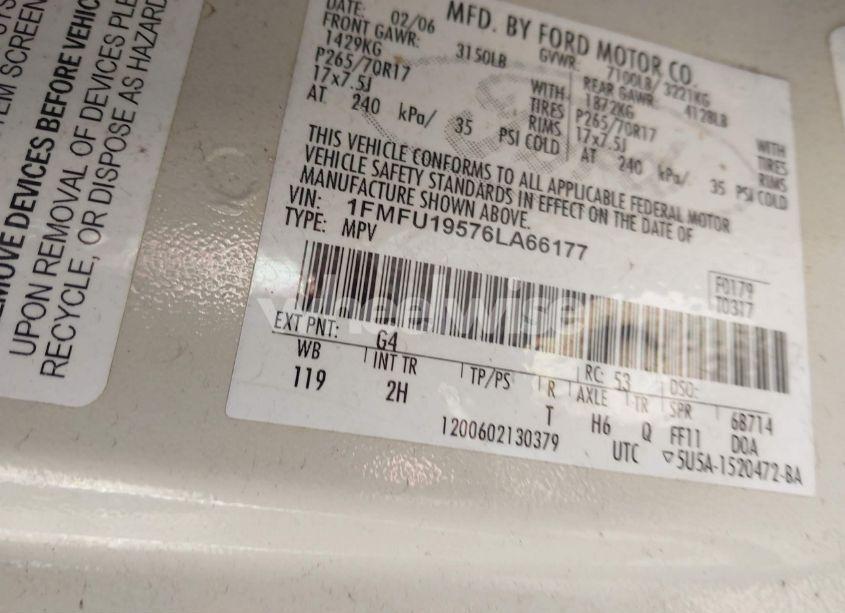 MFD. BY FORD MOTOR CO.
DATE: 02/06 GVWR: 7100LB/ 3221KG
FRONT GAWR: 3150LB REAR GAWR: 4128LB
1429KG WITH 1872KG WITH
P265/70R17 TIRES P265/70R17 TIRES
17x7.5J RIMS 17x7.5J RIMS
AT 240 kPa/ 35 PSI COLD AT 240 kPa/ 35 PSI COLD
THIS VEHICLE CONFORMS TO ALL APPLICABLE FEDERAL MOTOR
VEHICLE SAFETY STANDARDS IN EFFECT ON THE DATE OF
MANUFACTURE SHOWN ABOVE.
VIN: 1FMFU19576LA66177
TYPE: MPV
F0179
T0317
EXT PNT: G4 RC: 53 DSO:
WB INT TR TP/PS R AXLE TR SPR 68714
119 2H T H6 Q FF11 DOA
1200602130379 UTC ▽5U5A-1520472-BA
TEM SCREEN
MOVE DEVICES BEFORE VEHIC
UPON REMOVAL OF DEVICES PLE
RECYCLE, OR DISPOSE AS HAZARD
wheelwise